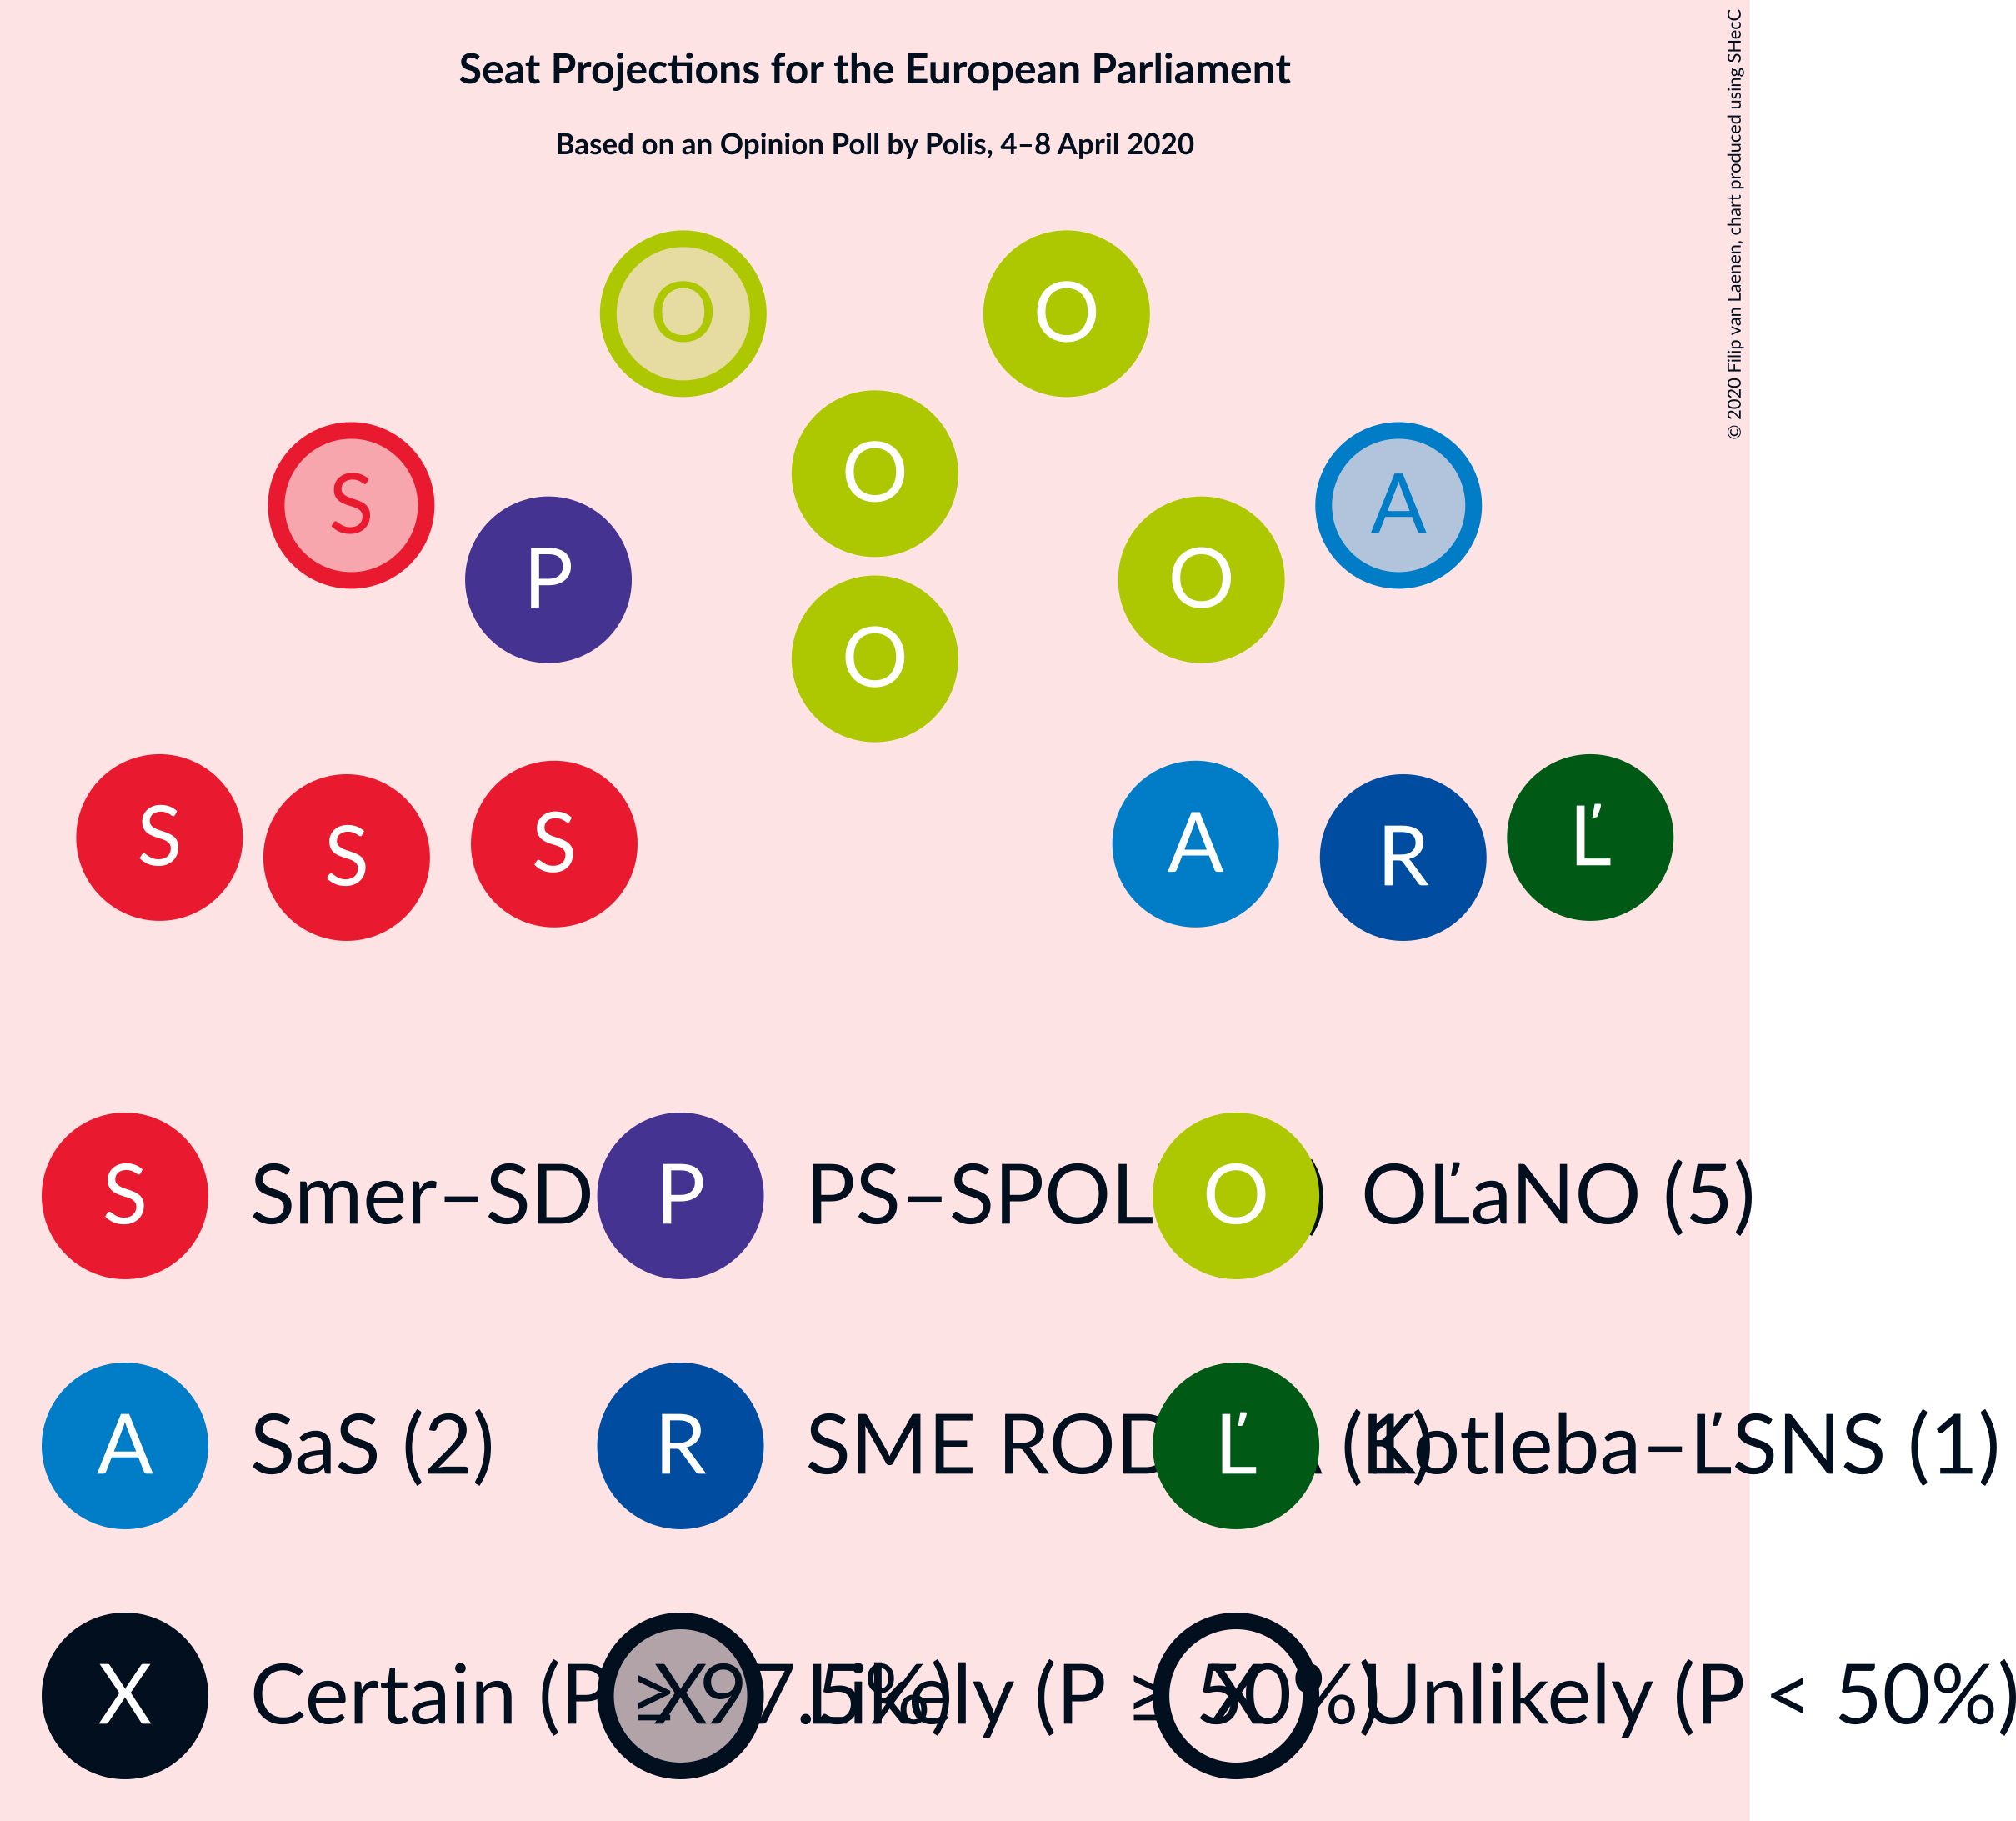 Seat Projections for the European Parliament
Based on an Opinion Poll by Polis, 4–8 April 2020
© 2020 Filip van Laenen, chart produced using SHecC
O O
O
S A
P O
O
S S S A R Ľ
S Smer–SD P PS–SPOL O OĽaNO (5)
A SaS (2) R SME ROD Ľ Kotleba–ĽSNS (1)
X Certain (P ≥ 97.5%) X Likely (P ≥ 50%) X Unlikely (P < 50%)